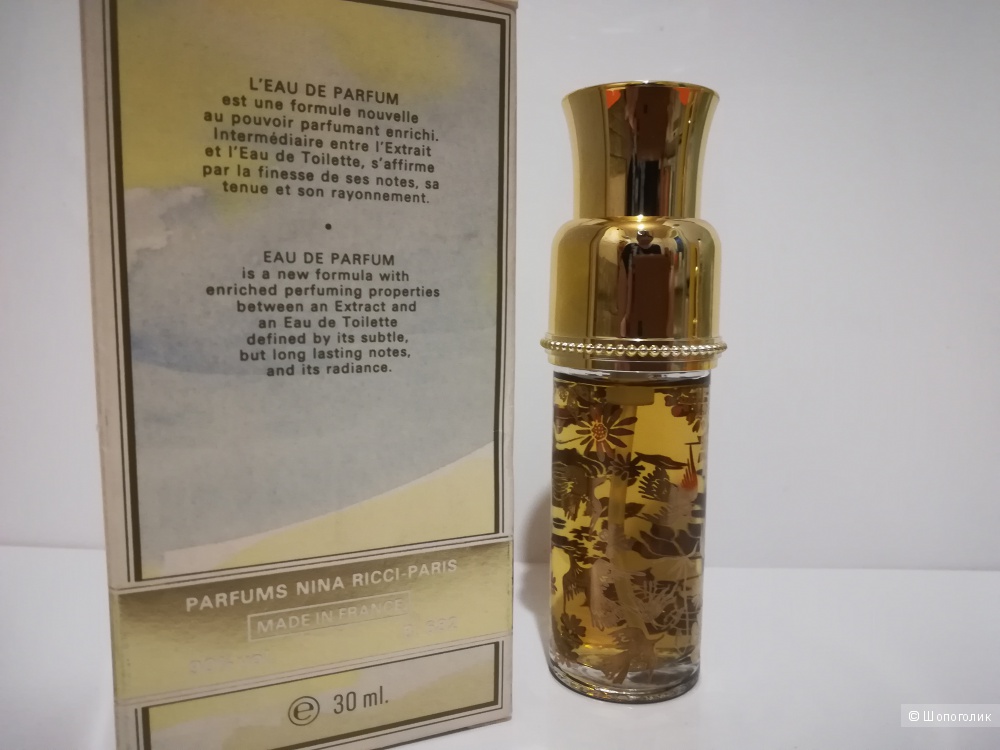 L'EAU DE PARFUM
est une formule nouvelle
au pouvoir parfumant enrichi.
Intermédiaire entre l'Extrait
et l'Eau de Toilette, s'affirme
par la finesse de ses notes, sa
tenue et son rayonnement.
•
EAU DE PARFUM
is a new formula with
enriched perfuming properties
between an Extract and
an Eau de Toilette
defined by its subtle,
but long lasting notes,
and its radiance.
PARFUMS NINA RICCI-PARIS
MADE IN FRANCE
℮ 30 ml.
© Шопоголик